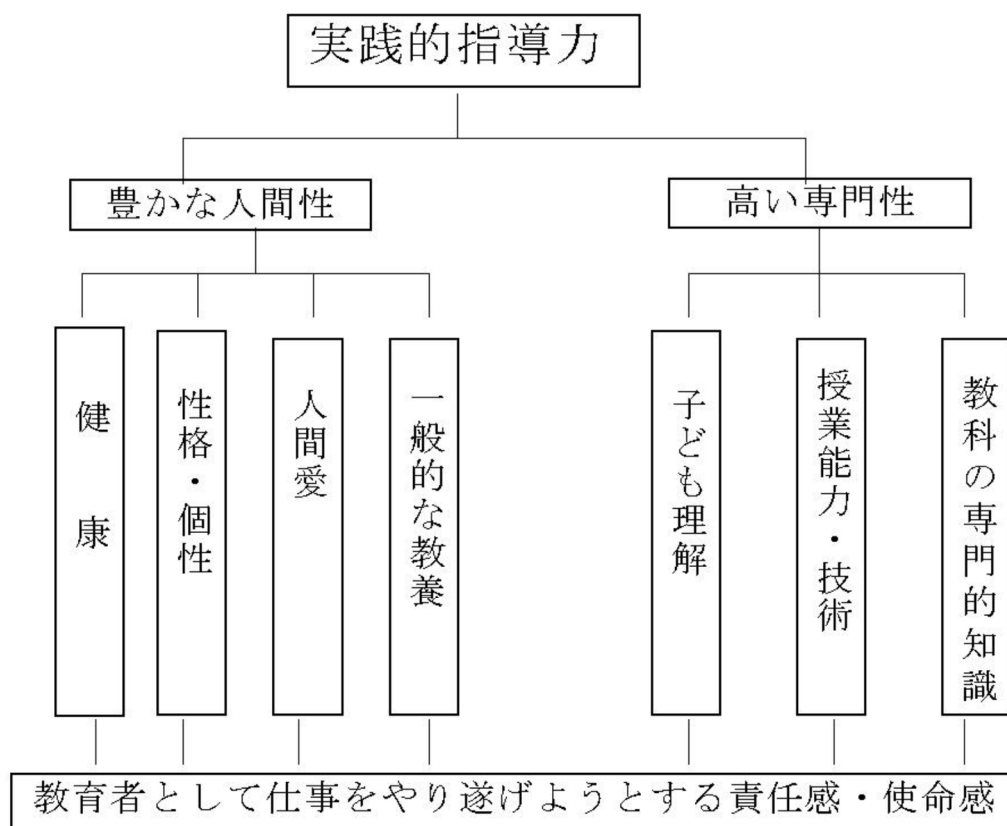 実践的指導力
豊かな人間性
高い専門性
健康
性格・個性
人間愛
一般的な教養
子ども理解
授業能力・技術
教科の専門的知識
教育者として仕事をやり遂げようとする責任感・使命感